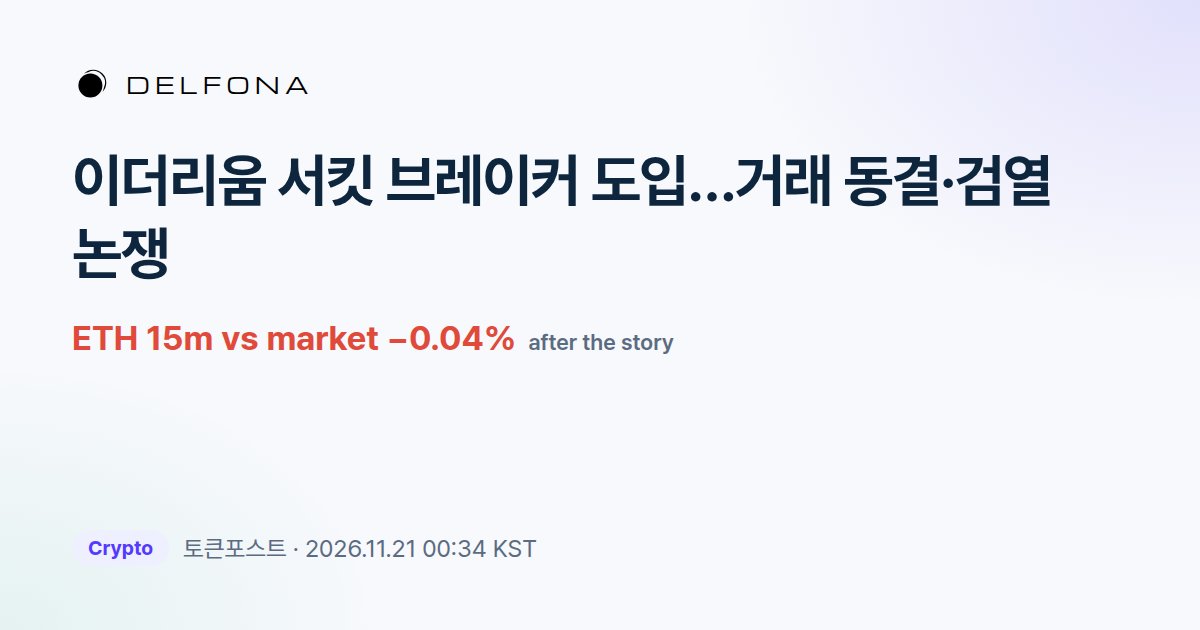 DELFONA
이더리움 서킷 브레이커 도입...거래 동결·검열
논쟁
ETH 15m vs market −0.04% after the story
Crypto 토큰포스트 · 2026.11.21 00:34 KST